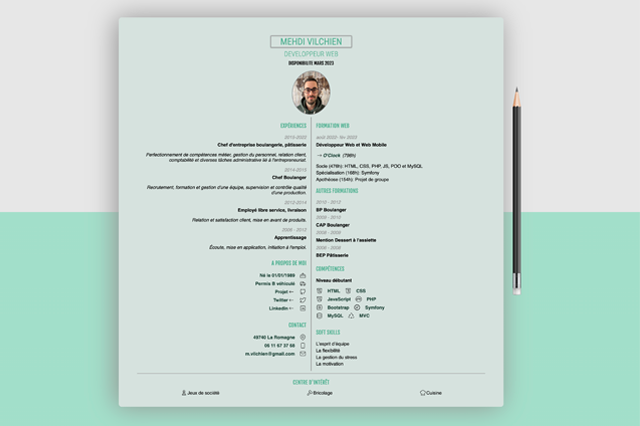 MEHDI VILCHIEN
DEVELOPPEUR WEB
DISPONIBILITE MARS 2023
EXPÉRIENCES
2015-2022
Chef d'entreprise boulangerie, pâtisserie
Perfectionnement de compétences métier, gestion du personnel, relation client,
comptabilité et diverses tâches administrative lié à l'entreprenariat.
2014-2015
Chef Boulanger
Recrutement, formation et gestion d'une équipe, supervision et contrôle qualité
d'une production.
2012-2014
Employé libre service, livraison
Relation et satisfaction client, mise en avant de produits.
2009 - 2012
Apprentissage
Écoute, mise en application, initiation à l'emploi.
A PROPOS DE MOI
Né le 01/01/1989
Permis B véhiculé
Projet
Twitter
LinkedIn
CONTACT
49740 La Romagne
06 11 57 37 98
m.vilchien@gmail.com
FORMATION WEB
août 2022- fév 2022
Développeur Web et Web Mobile
→ O'Clock (798h)
Socle (476h): HTML, CSS, PHP, JS, POO et MySQL
Spécialisation (168h): Symfony
Apothéose (154h): Projet de groupe
AUTRES FORMATIONS
2010 - 2012
BP Boulanger
2009 - 2010
CAP Boulanger
2008 - 2009
Mention Dessert à l'assiette
2006 - 2008
BEP Pâtisserie
COMPÉTENCES
Niveau débutant
HTML CSS
JavaScript PHP
Bootstrap Symfony
MySQL MVC
SOFT SKILLS
L'esprit d'équipe
La flexibilité
La gestion du stress
La motivation
CENTRE D'INTÉRÊT
Jeux de société
Bricolage
Cuisine